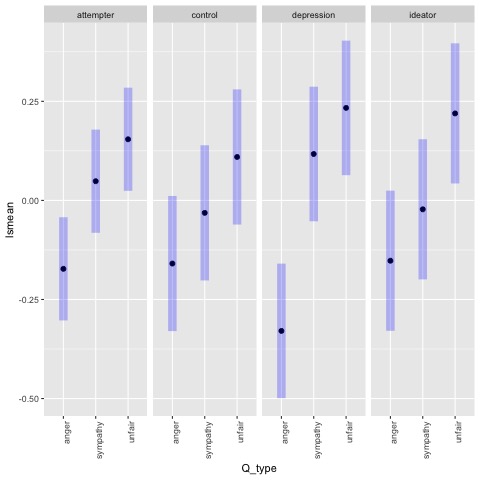 attempter control depression ideator
0.25
0.00
-0.25
-0.50
lsmean
anger sympathy unfair anger sympathy unfair anger sympathy unfair anger sympathy unfair
Q_type